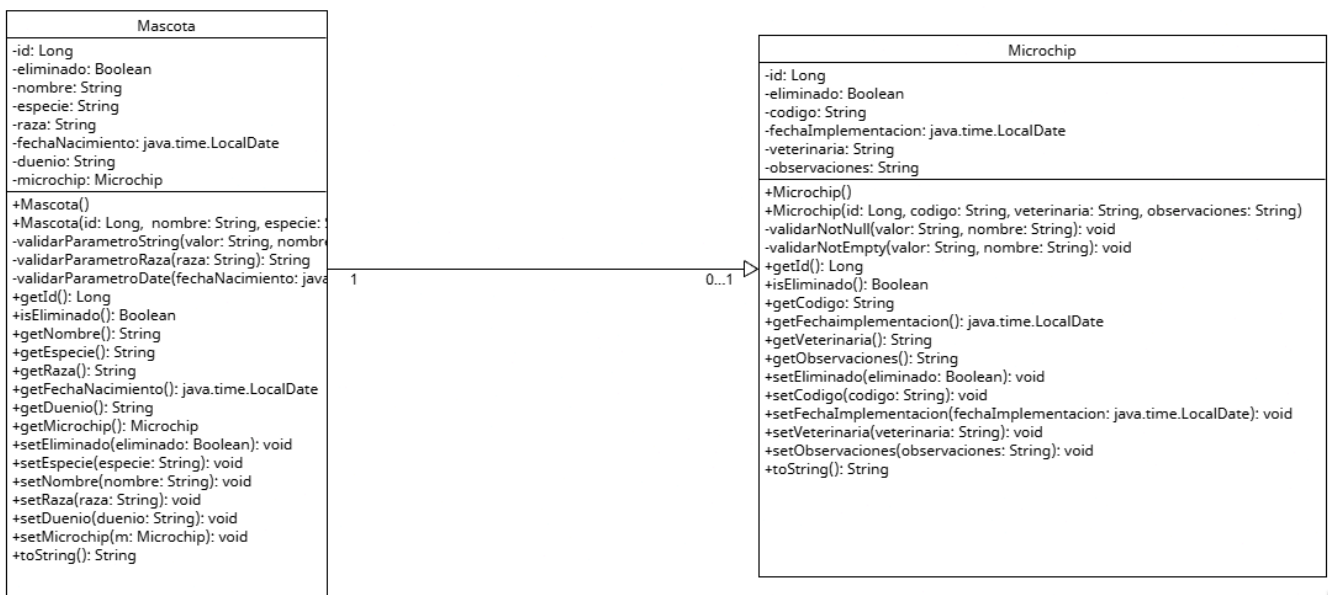 Mascota
-id: Long
-eliminado: Boolean
-nombre: String
-especie: String
-raza: String
-fechaNacimiento: java.time.LocalDate
-duenio: String
-microchip: Microchip
+Mascota()
+Mascota(id: Long, nombre: String, especie:
-validarParametroString(valor: String, nombre
-validarParametroRaza(raza: String): String
-validarParametroDate(fechaNacimiento: java
+getId(): Long
+isEliminado(): Boolean
+getNombre(): String
+getEspecie(): String
+getRaza(): String
+getFechaNacimiento(): java.time.LocalDate
+getDuenio(): String
+getMicrochip(): Microchip
+setEliminado(eliminado: Boolean): void
+setEspecie(especie: String): void
+setNombre(nombre: String): void
+setRaza(raza: String): void
+setDuenio(duenio: String): void
+setMicrochip(m: Microchip): void
+toString(): String
1
0...1
Microchip
-id: Long
-eliminado: Boolean
-codigo: String
-fechaImplementacion: java.time.LocalDate
-veterinaria: String
-observaciones: String
+Microchip()
+Microchip(id: Long, codigo: String, veterinaria: String, observaciones: String)
-validarNotNull(valor: String, nombre: String): void
-validarNotEmpty(valor: String, nombre: String): void
+getId(): Long
+isEliminado(): Boolean
+getCodigo: String
+getFechaimplementacion(): java.time.LocalDate
+getVeterinaria(): String
+getObservaciones(): String
+setEliminado(eliminado: Boolean): void
+setCodigo(codigo: String): void
+setFechaImplementacion(fechaImplementacion: java.time.LocalDate): void
+setVeterinaria(veterinaria: String): void
+setObservaciones(observaciones: String): void
+toString(): String